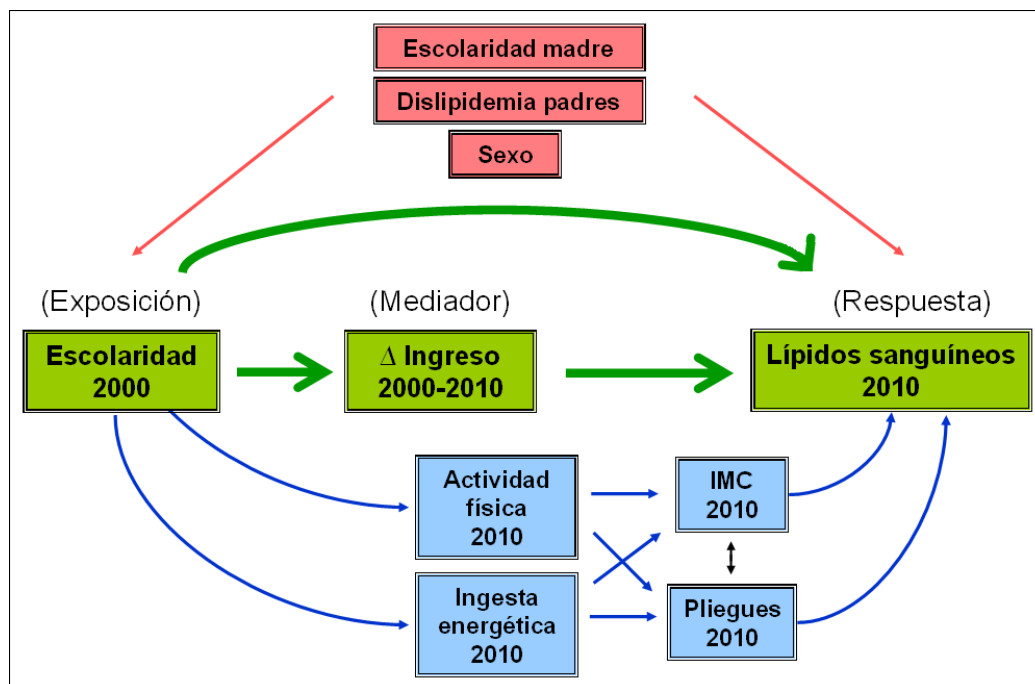 Escolaridad madre
Dislipidemia padres
Sexo
(Exposición)
(Mediador)
(Respuesta)
Escolaridad
2000
Δ Ingreso
2000-2010
Lípidos sanguíneos
2010
Actividad
física
2010
IMC
2010
Ingesta
energética
2010
Pliegues
2010